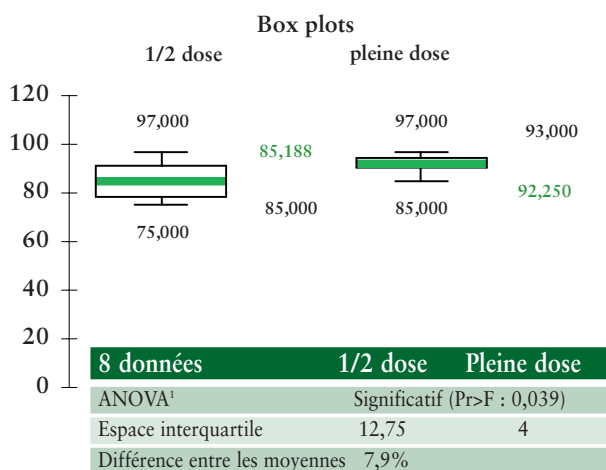 Box plots
1/2 dose pleine dose
120
100
80
60
40
20
0
97,000 97,000 93,000
85,188
92,250
85,000 85,000
75,000
8 données 1/2 dose Pleine dose
ANOVA¹ Significatif (Pr>F : 0,039)
Espace interquartile 12,75 4
Différence entre les moyennes 7,9%